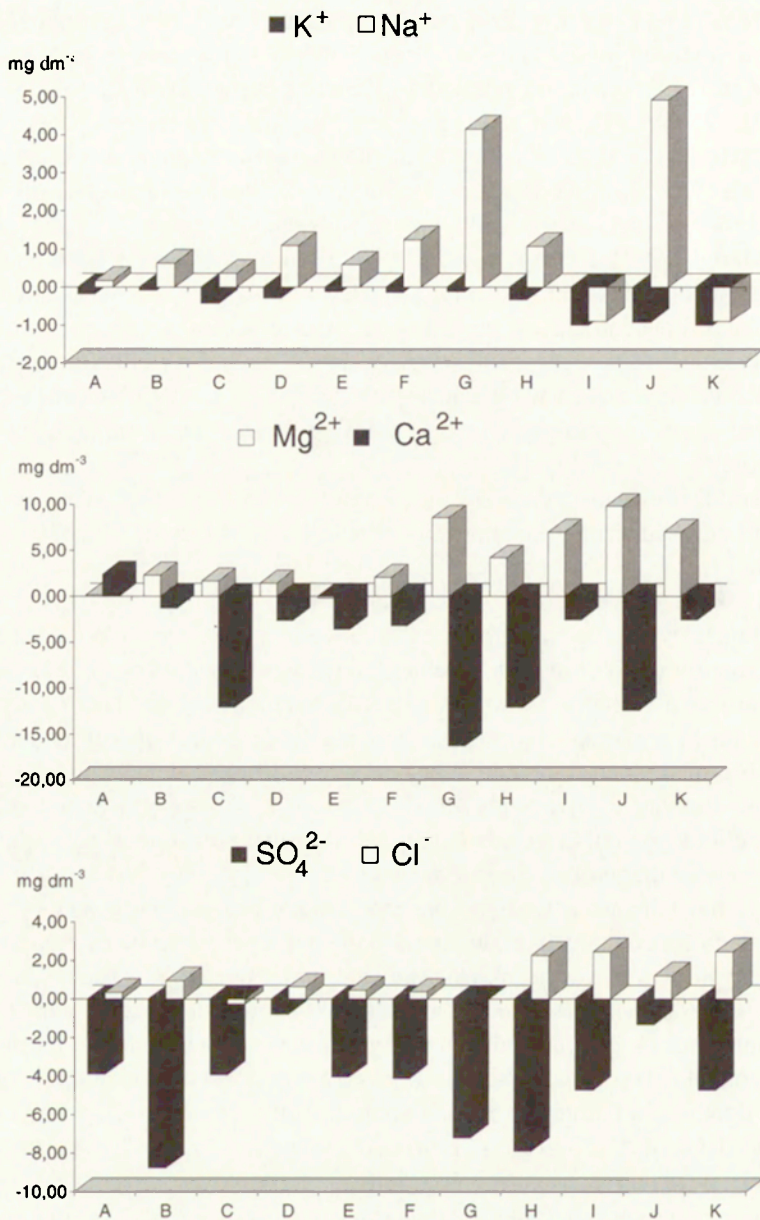 ■ K⁺ □ Na⁺
mg dm⁻
5,00
4,00
3,00
2,00
1,00
0,00
-1,00
-2,00
A B C D E F G H I J K
□ Mg²⁺ ■ Ca²⁺
mg dm⁻³
10,00
5,00
0,00
-5,00
-10,00
-15,00
-20,00
A B C D E F G H I J K
■ SO₄²⁻ □ Cl⁻
mg dm⁻³
4,00
2,00
0,00
-2,00
-4,00
-6,00
-8,00
-10,00
A B C D E F G H I J K